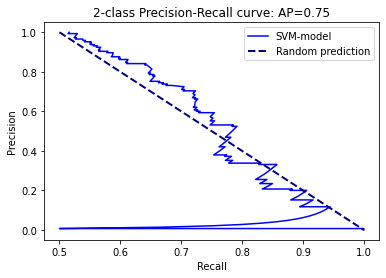 2-class Precision-Recall curve: AP=0.75
SVM-model
Random prediction
Precision
1.0
0.8
0.6
0.4
0.2
0.0
0.5 0.6 0.7 0.8 0.9 1.0
Recall